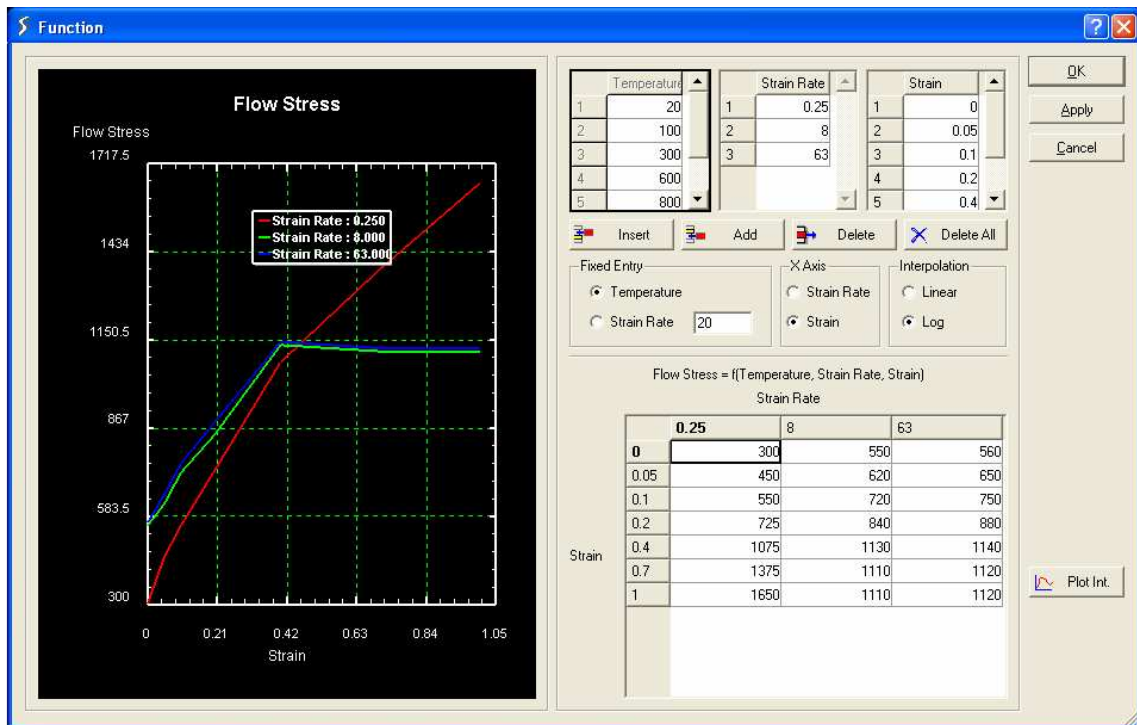 Function
Flow Stress
Flow Stress
1717.5
1434
1150.5
867
583.5
300
Strain Rate : 0.250
Strain Rate : 8.000
Strain Rate : 63.000
0 0.21 0.42 0.63 0.84 1.05
Strain
Temperature
1 20
2 100
3 300
4 600
5 800
Strain Rate
1 0.25
2 8
3 63
Strain
1 0
2 0.05
3 0.1
4 0.2
5 0.4
OK
Apply
Cancel
Insert Add Delete Delete All
Fixed Entry
Temperature
Strain Rate 20
X Axis
Strain Rate
Strain
Interpolation
Linear
Log
Flow Stress = f(Temperature, Strain Rate, Strain)
Strain Rate
0.25 8 63
0 300 550 560
0.05 450 620 650
0.1 550 720 750
0.2 725 840 880
Strain
0.4 1075 1130 1140
0.7 1375 1110 1120
1 1650 1110 1120
Plot Int.